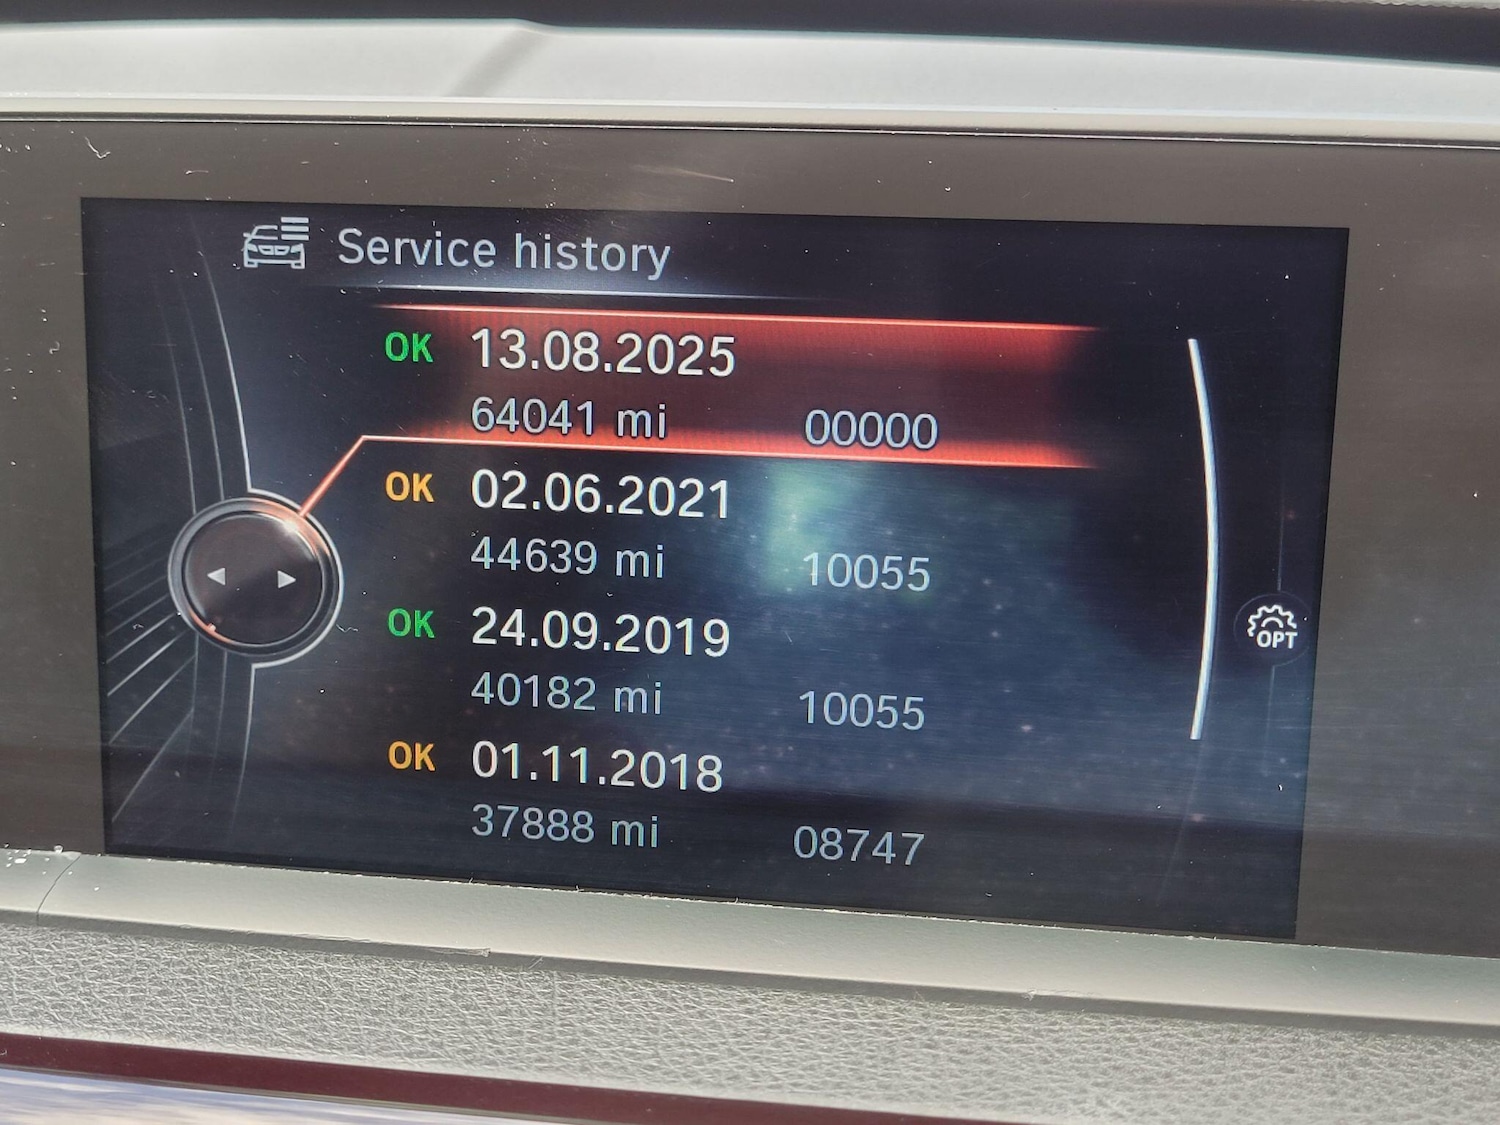 Service history
OK 13.08.2025
64041 mi 00000
OK 02.06.2021
44639 mi 10055
OK 24.09.2019
40182 mi 10055
OPT
OK 01.11.2018
37888 mi 08747